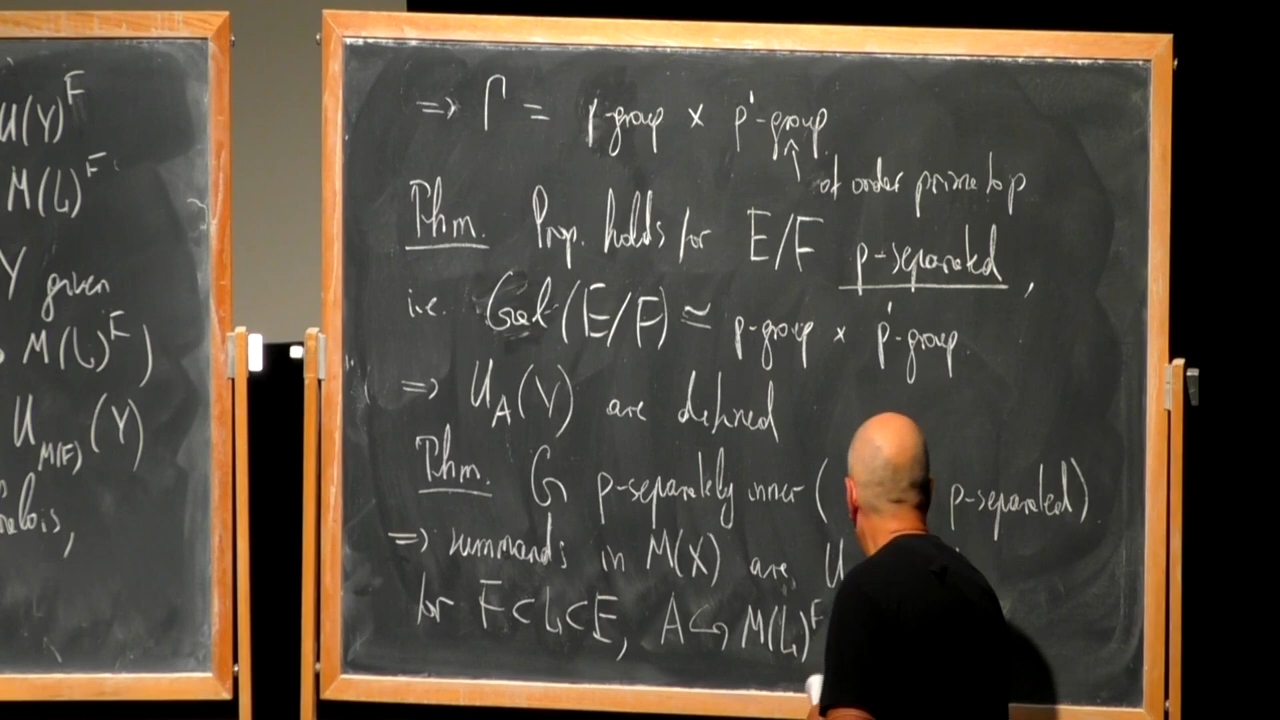 U(Y)^F
M(L)^F
Y given
M(L)^F)
U_{M(F)}(Y)
=> Γ = p-group × p'-group
↑ of order prime to p
Thm. Prop. holds for E/F p-separated,
i.e. Gal(E/F) ≃ p-group × p'-group
=> U_A(Y) are defined
Thm. G p-separately inner ( p-separated)
=> summands in M(X) are U
for F⊂L⊂E, A↪M(L)^F